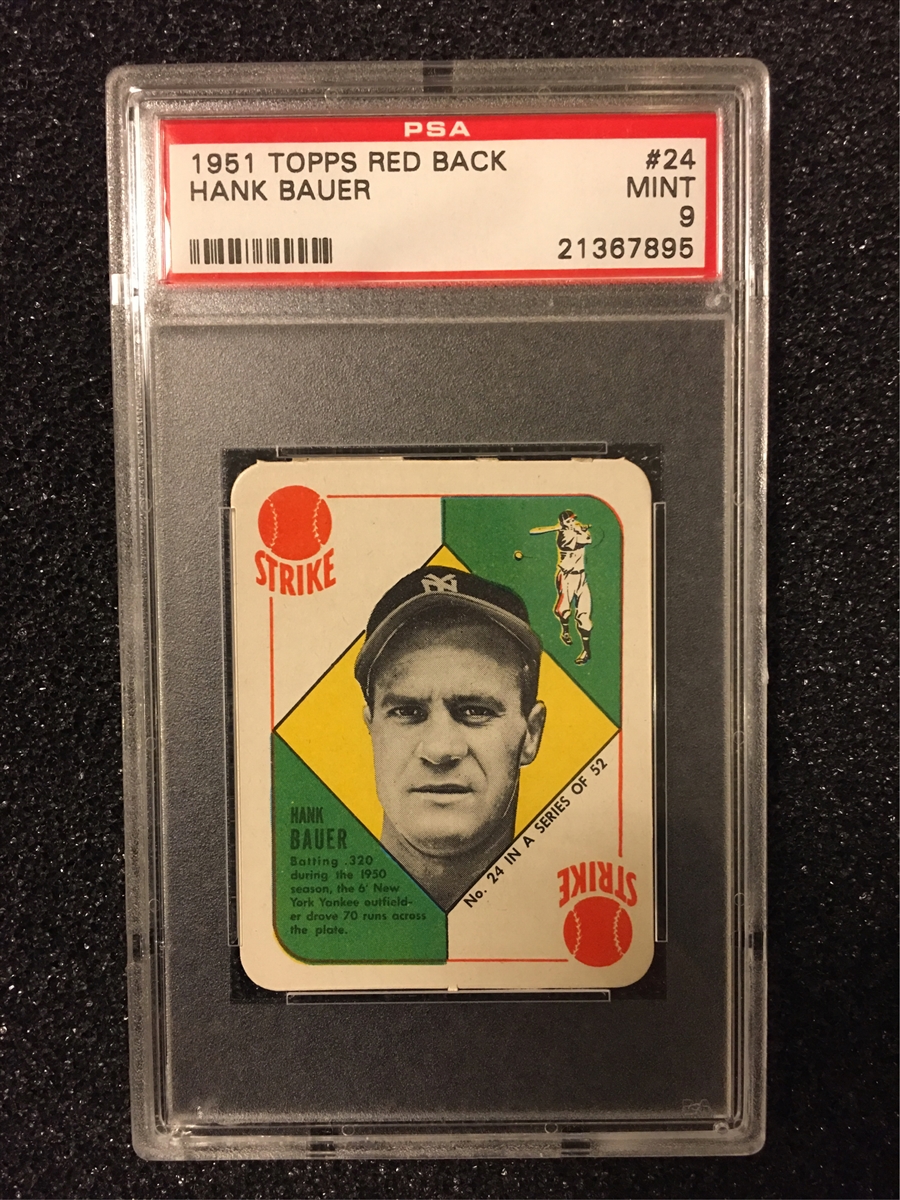 PSA
1951 TOPPS RED BACK #24
HANK BAUER MINT
9
21367895
STRIKE
NY
HANK
BAUER
Batting .320
during the 1950
season, the 6' New
York Yankee outfield-
er drove 70 runs across
the plate.
No. 24 IN A SERIES OF 52
STRIKE
PSA